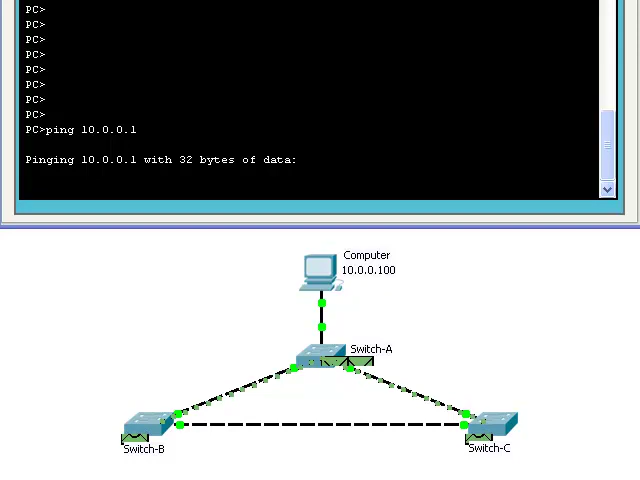 PC>
PC>
PC>
PC>
PC>
PC>
PC>
PC>
PC>ping 10.0.0.1
Pinging 10.0.0.1 with 32 bytes of data:
Computer
10.0.0.100
Switch-A
Switch-B
Switch-C